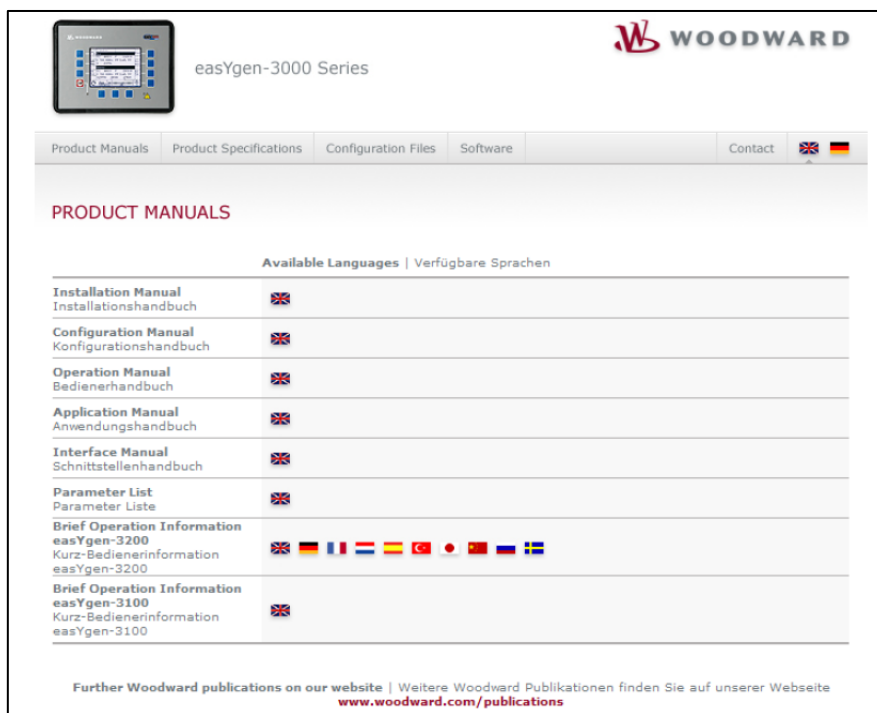 WOODWARD
easYgen-3000 Series
Product Manuals Product Specifications Configuration Files Software Contact
PRODUCT MANUALS
Available Languages | Verfügbare Sprachen
Installation Manual
Installationshandbuch
Configuration Manual
Konfigurationshandbuch
Operation Manual
Bedienerhandbuch
Application Manual
Anwendungshandbuch
Interface Manual
Schnittstellenhandbuch
Parameter List
Parameter Liste
Brief Operation Information
easYgen-3200
Kurz-Bedienerinformation
easYgen-3200
Brief Operation Information
easYgen-3100
Kurz-Bedienerinformation
easYgen-3100
Further Woodward publications on our website | Weitere Woodward Publikationen finden Sie auf unserer Webseite
www.woodward.com/publications